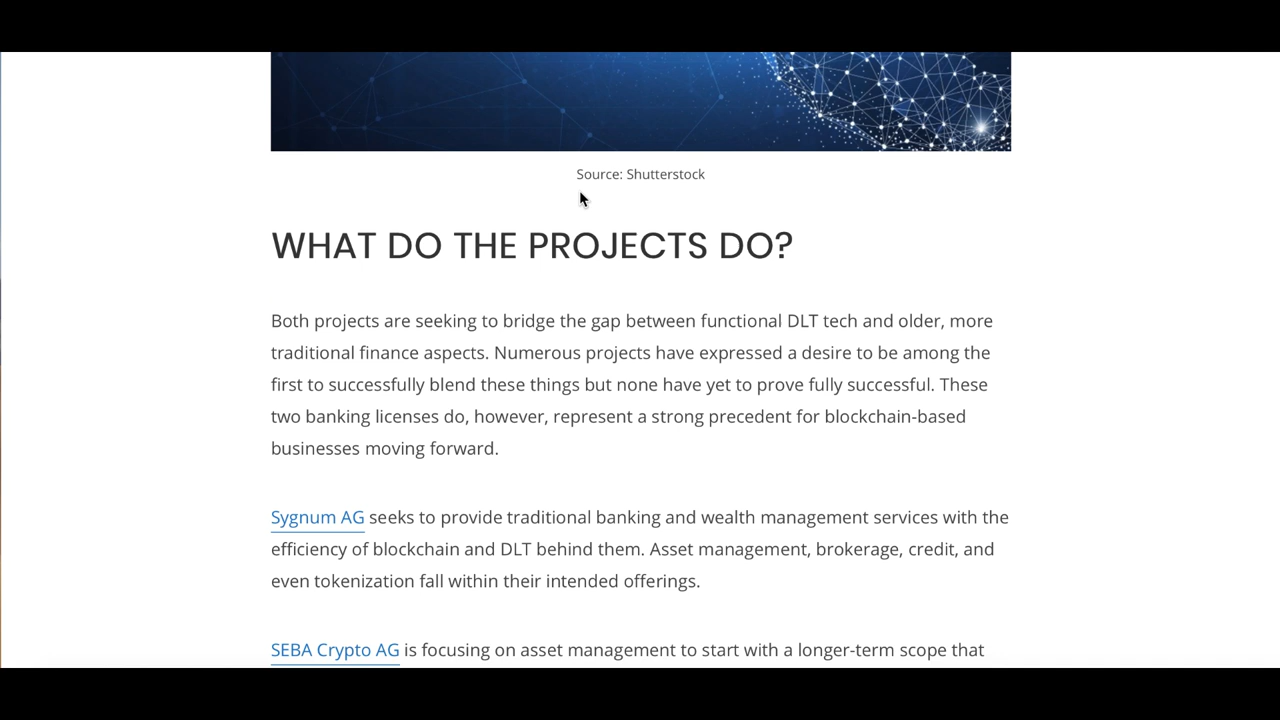 Source: Shutterstock
WHAT DO THE PROJECTS DO?
Both projects are seeking to bridge the gap between functional DLT tech and older, more
traditional finance aspects. Numerous projects have expressed a desire to be among the
first to successfully blend these things but none have yet to prove fully successful. These
two banking licenses do, however, represent a strong precedent for blockchain-based
businesses moving forward.
Sygnum AG seeks to provide traditional banking and wealth management services with the
efficiency of blockchain and DLT behind them. Asset management, brokerage, credit, and
even tokenization fall within their intended offerings.
SEBA Crypto AG is focusing on asset management to start with a longer-term scope that